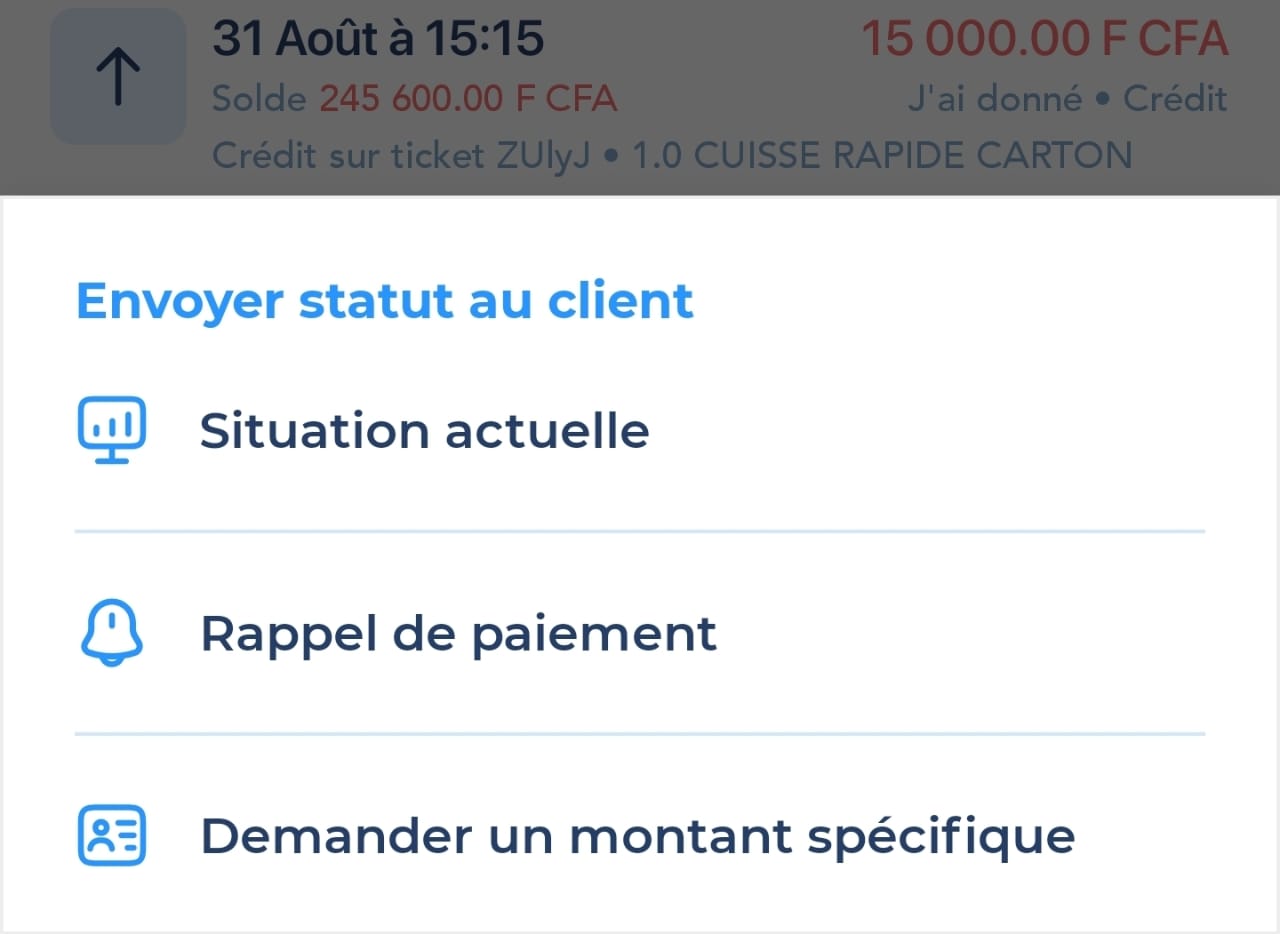 31 Août à 15:15 15 000.00 F CFA
Solde 245 600.00 F CFA J'ai donné • Crédit
Crédit sur ticket ZUlyJ • 1.0 CUISSE RAPIDE CARTON
Envoyer statut au client
Situation actuelle
Rappel de paiement
Demander un montant spécifique